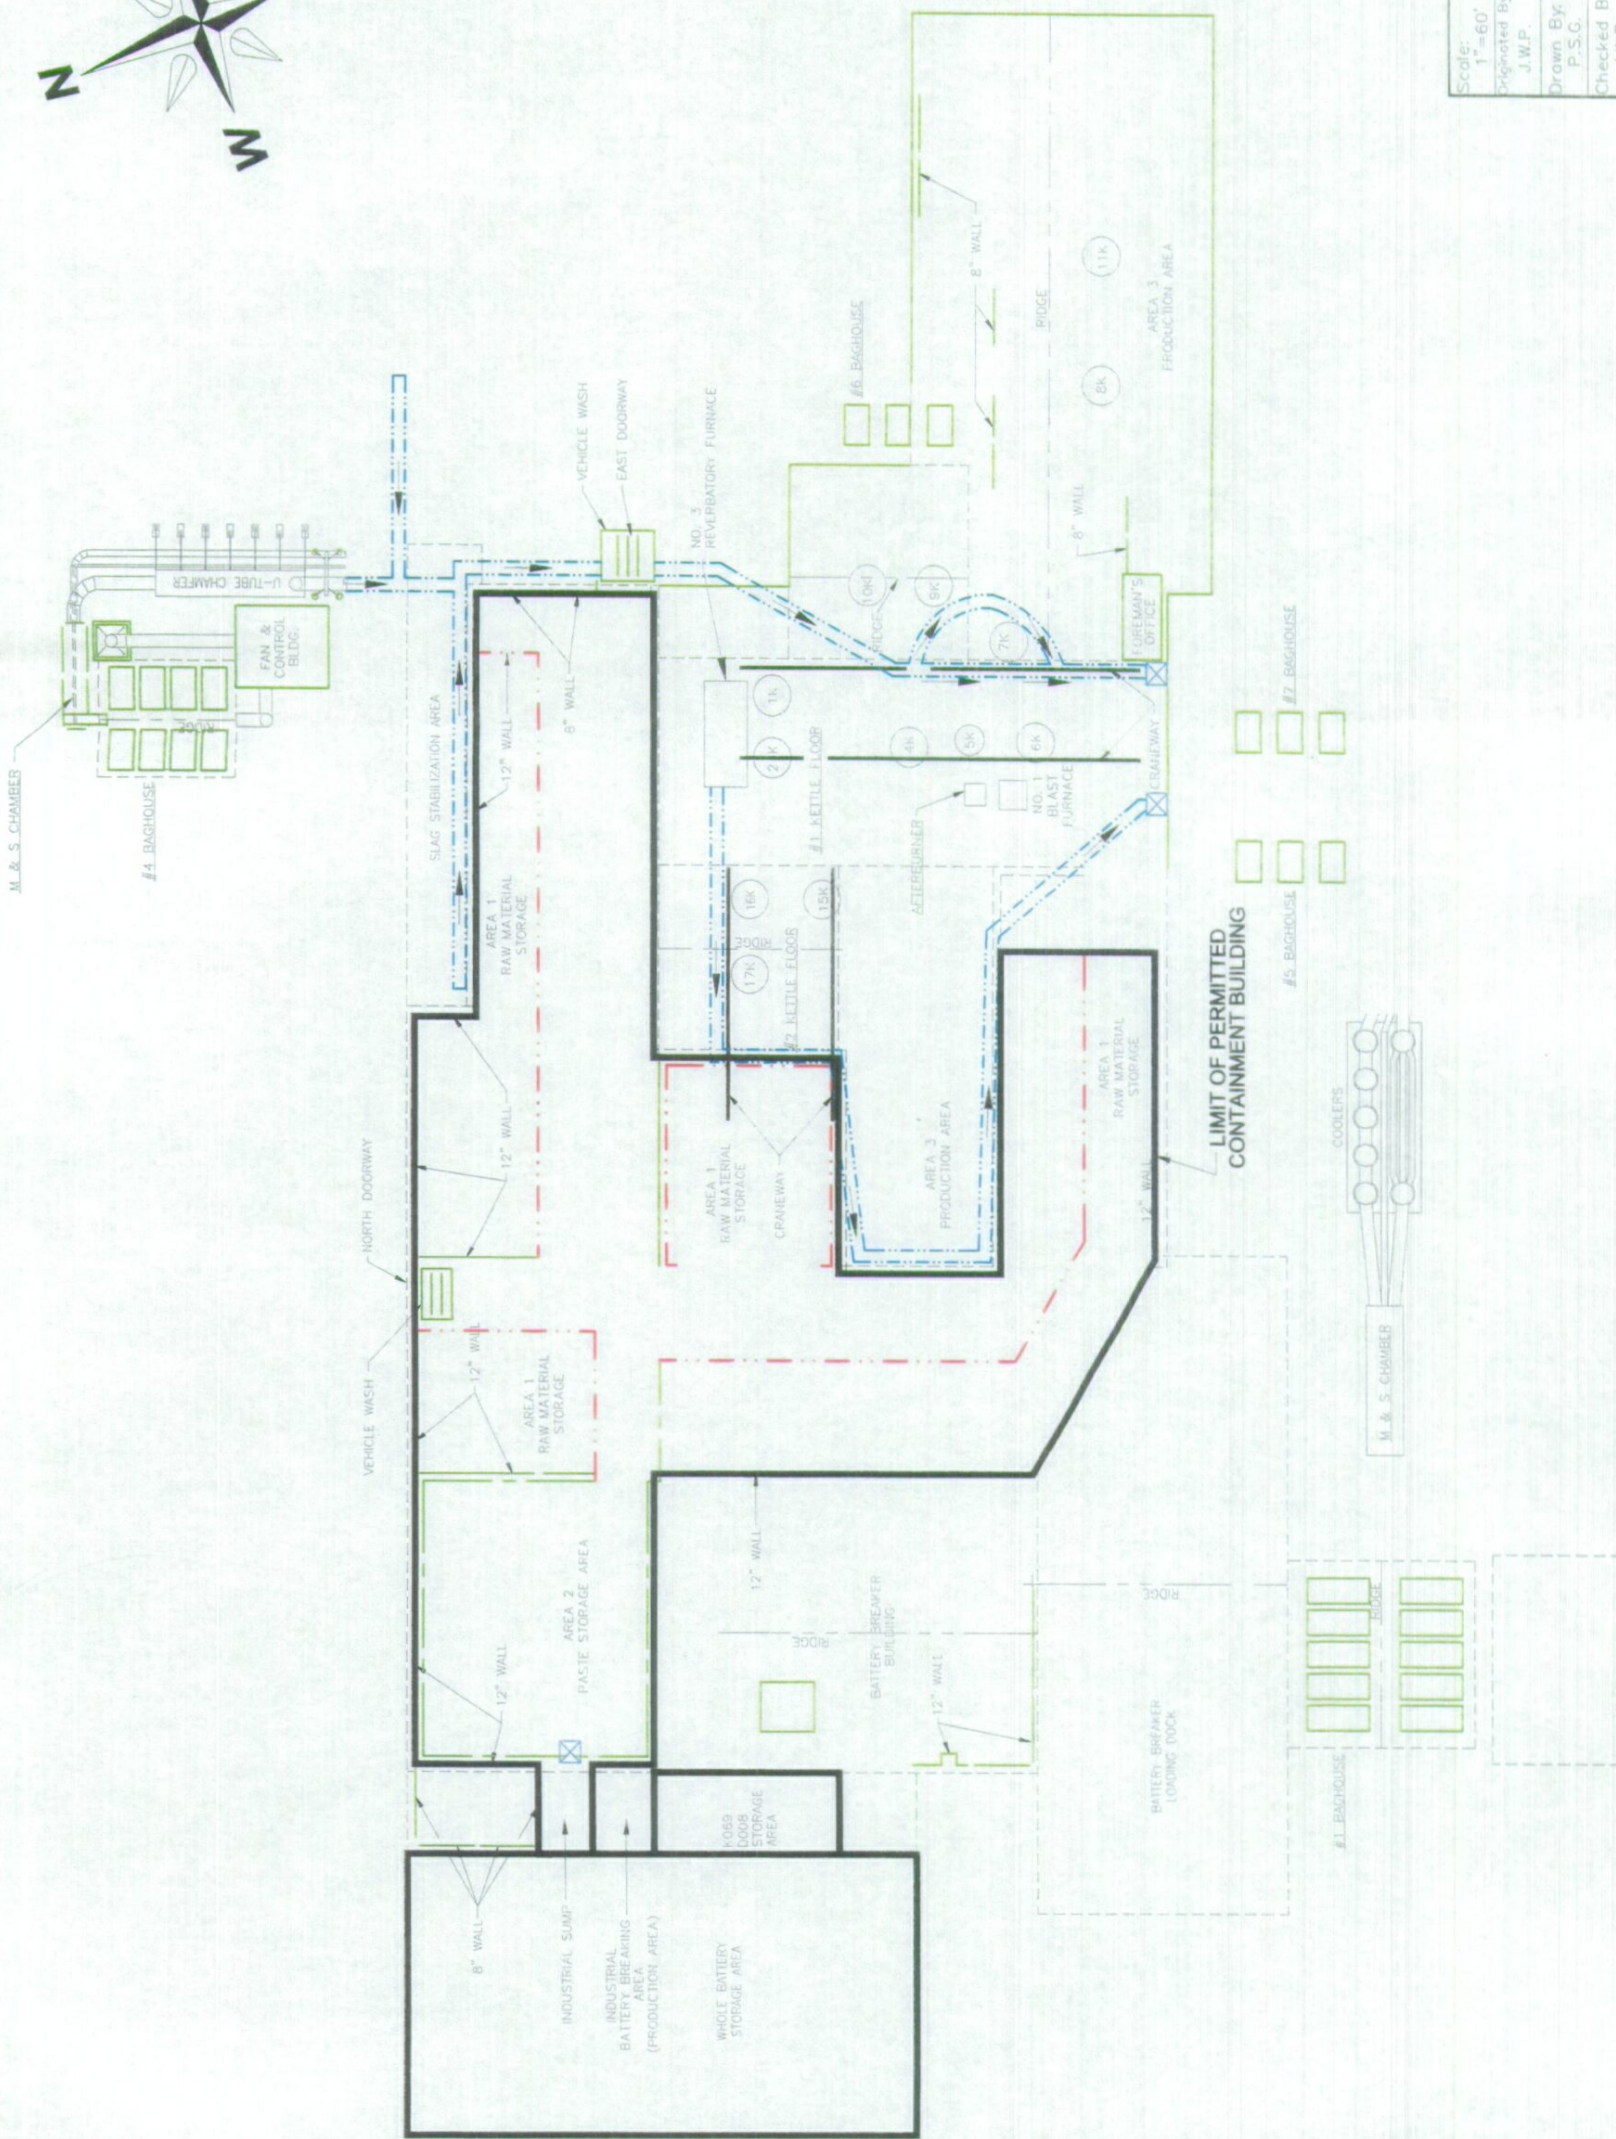 N
W
Scale:
1"=60'
Originated By:
J.W.P.
Drawn By:
P.S.G.
M & S CHAMBER
#4 BAGHOUSE
U-TUBE CHAMFER
FAN &
CONTROL
BLDG.
RIDGE
SLAG STABILIZATION AREA
VEHICLE WASH
EAST DOORWAY
NO. 3
REVERBATORY FURNACE
#6 BAGHOUSE
8" WALL
RIDGE
11K
8K
AREA 3
PRODUCTION AREA
8" WALL
FOREMAN'S
OFFICE
10K
RIDGE
9K
7K
1K
2K
4K
5K
6K
#1 KETTLE FLOOR
AFTERBURNER
NO. 1
BLAST
FURNACE
CRANEWAY
#7 BAGHOUSE
#5 BAGHOUSE
12" WALL
8" WALL
AREA 1
RAW MATERIAL
STORAGE
16K
15K
RIDGE
17K
#2 KETTLE FLOOR
NORTH DOORWAY
VEHICLE WASH
12" WALL
AREA 1
RAW MATERIAL
STORAGE
CRANEWAY
AREA 3
PRODUCTION AREA
AREA 1
RAW MATERIAL
STORAGE
12" WALL
LIMIT OF PERMITTED
CONTAINMENT BUILDING
COOLERS
M & S CHAMBER
12" WALL
AREA 1
RAW MATERIAL
STORAGE
12" WALL
AREA 2
PASTE STORAGE AREA
12" WALL
RIDGE
BATTERY BREAKER
BUILDING
12" WALL
RIDGE
BATTERY BREAKER
LOADING DOCK
RIDGE
#1 BAGHOUSE
K069
D008
STORAGE
AREA
8" WALL
INDUSTRIAL SUMP
INDUSTRIAL
BATTERY BREAKING
AREA
(PRODUCTION AREA)
WHOLE BATTERY
STORAGE AREA